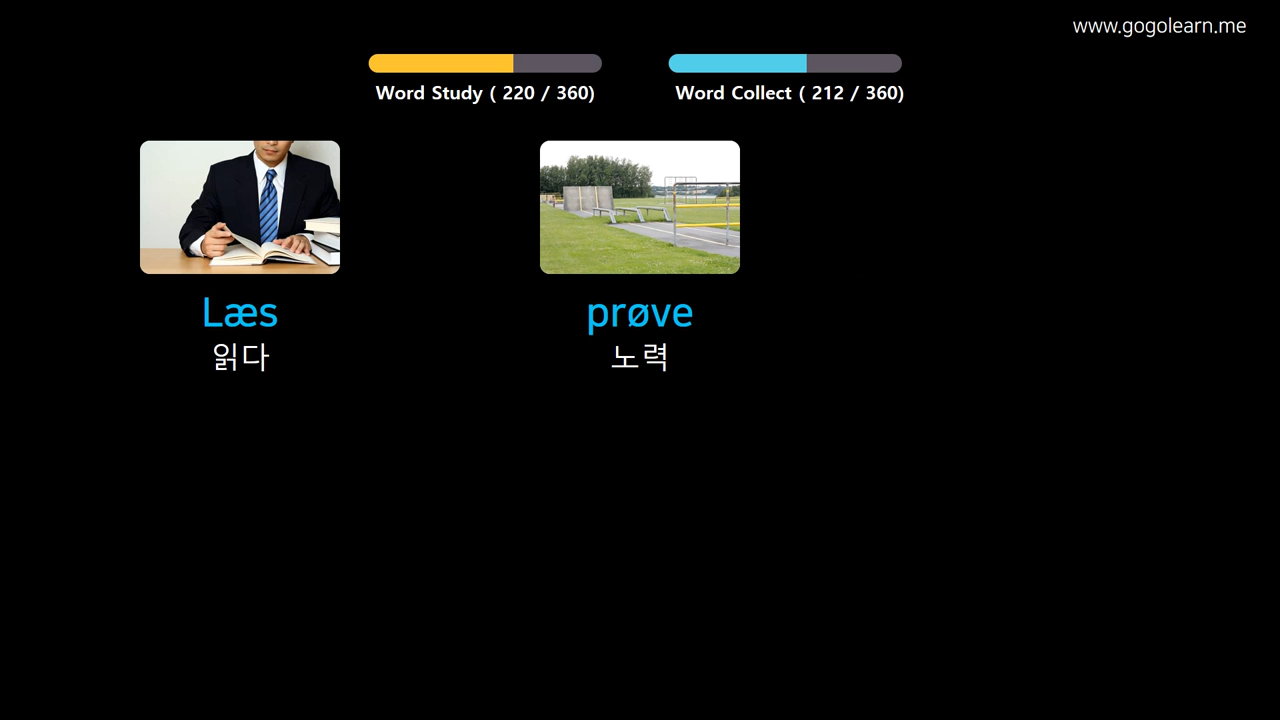 www.gogolearn.me
Word Study ( 220 / 360)
Word Collect ( 212 / 360)
Læs
읽다
prøve
노력